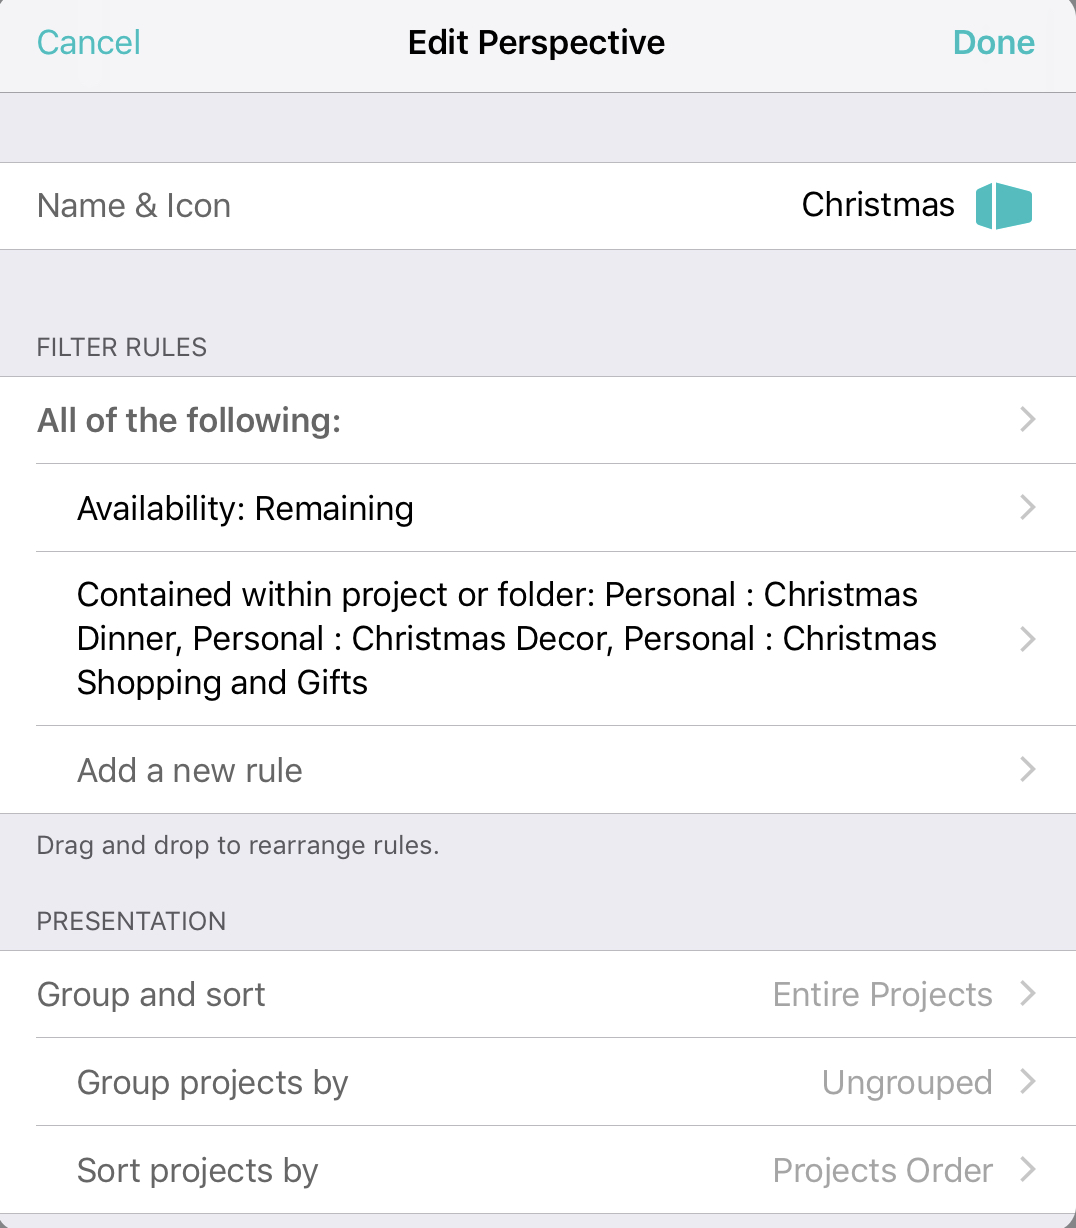 Cancel
Edit Perspective
Done
Name & Icon
Christmas
FILTER RULES
All of the following:
Availability: Remaining
Contained within project or folder: Personal : Christmas
Dinner, Personal : Christmas Decor, Personal : Christmas
Shopping and Gifts
Add a new rule
Drag and drop to rearrange rules.
PRESENTATION
Group and sort
Entire Projects
Group projects by
Ungrouped
Sort projects by
Projects Order